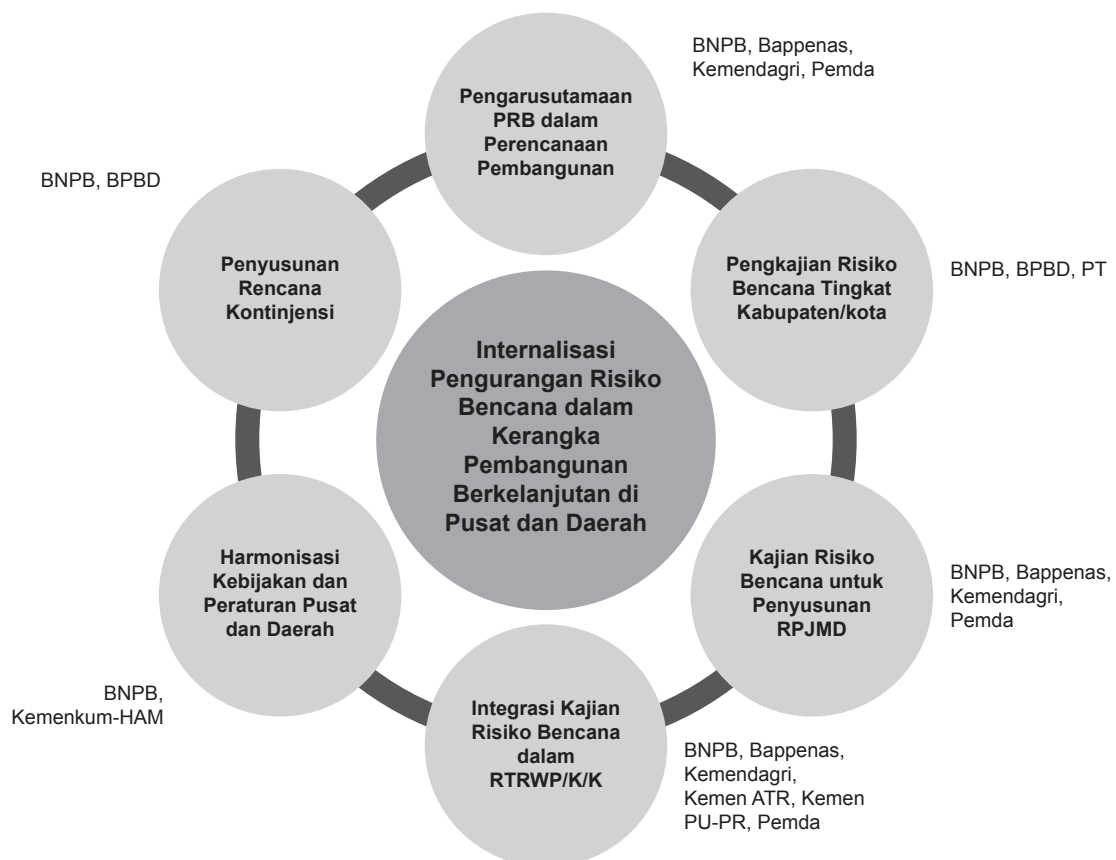 BNPB, Bappenas,
Kemendagri, Pemda
Pengarusutamaan
PRB dalam
Perencanaan
Pembangunan
BNPB, BPBD
Penyusunan
Rencana
Kontinjensi
Pengkajian Risiko
Bencana Tingkat
Kabupaten/kota
BNPB, BPBD, PT
Internalisasi
Pengurangan Risiko
Bencana dalam
Kerangka
Pembangunan
Berkelanjutan di
Pusat dan Daerah
Harmonisasi
Kebijakan dan
Peraturan Pusat
dan Daerah
BNPB,
Kemenkum-HAM
Kajian Risiko
Bencana untuk
Penyusunan
RPJMD
BNPB, Bappenas,
Kemendagri,
Pemda
Integrasi Kajian
Risiko Bencana
dalam
RTRWP/K/K
BNPB, Bappenas,
Kemendagri,
Kemen ATR, Kemen
PU-PR, Pemda